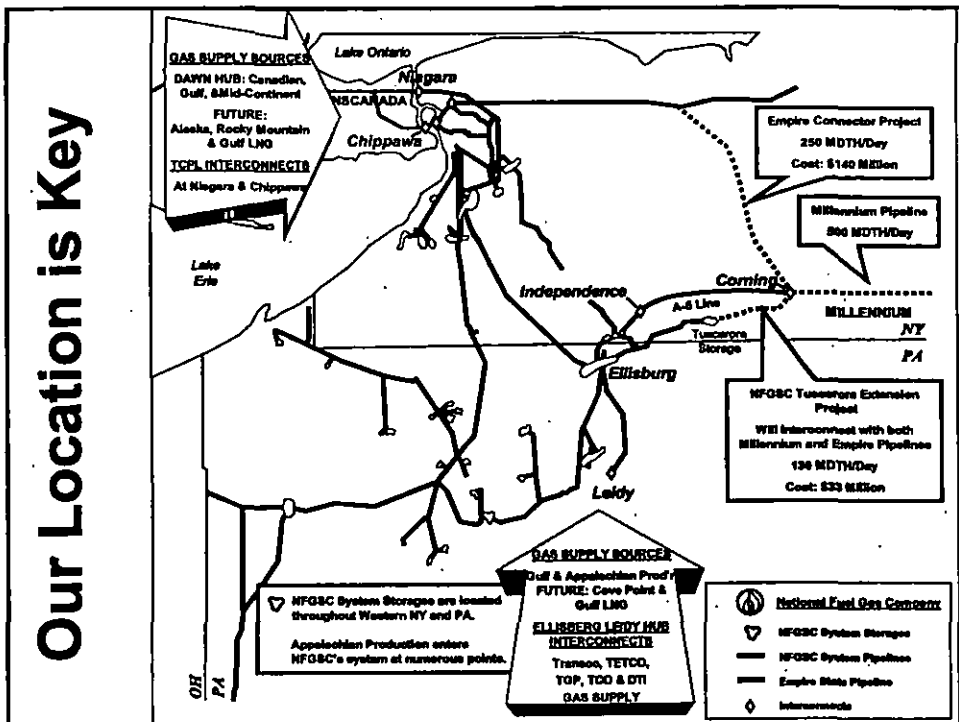 Our Location is Key
GAS SUPPLY SOURCES
DAWN HUB: Canadian,
Gulf, &Mid-Continent
FUTURE:
Alaska, Rocky Mountain
& Gulf LNG
TCPL INTERCONNECTS
At Niagara & Chippawa
Lake Ontario
Niagara
NSCANADA
Chippawa
Empire Connector Project
250 MDTH/Day
Cost: $140 Million
Millennium Pipeline
500 MDTH/Day
Lake
Erie
Independence
Corning
A-5 Line
MILLENNIUM
Tuscarora
Storage
NY
PA
Ellisburg
NFGSC Tuscarora Extension
Project
Will Interconnect with both
Millennium and Empire Pipelines
130 MDTH/Day
Cost: $33 Million
Leidy
GAS SUPPLY SOURCES
Gulf & Appalachian Prod'n
FUTURE: Cove Point &
Gulf LNG
ELLISBERG LEIDY HUB
INTERCONNECTS
Transco, TETCO,
TGP, TCO & DTI
GAS SUPPLY
NFGSC System Storages are located
throughout Western NY and PA.
Appalachian Production enters
NFGSC's system at numerous points.
OH
PA
National Fuel Gas Company
NFGSC System Storages
NFGSC System Pipelines
Empire State Pipeline
Interconnects